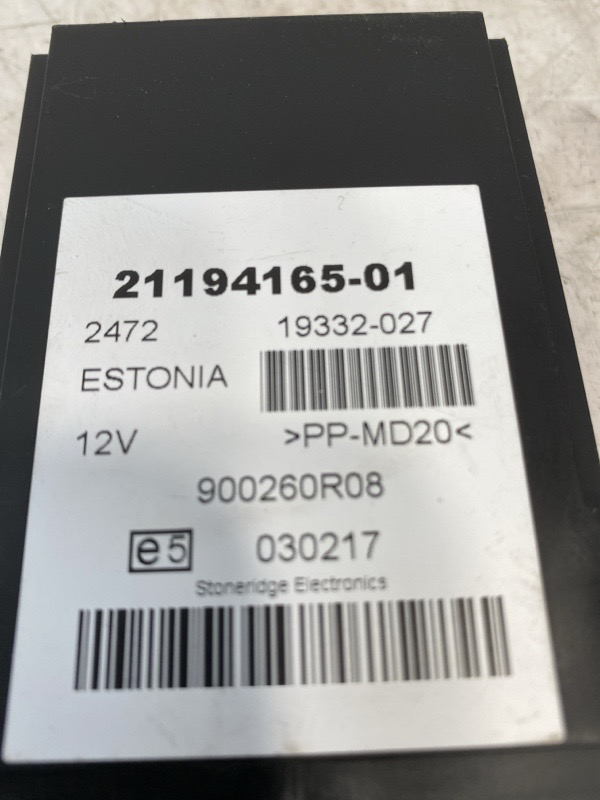 21194165-01
2472 19332-027
ESTONIA
12V >PP-MD20<
900260R08
e5 030217
Stoneridge Electronics